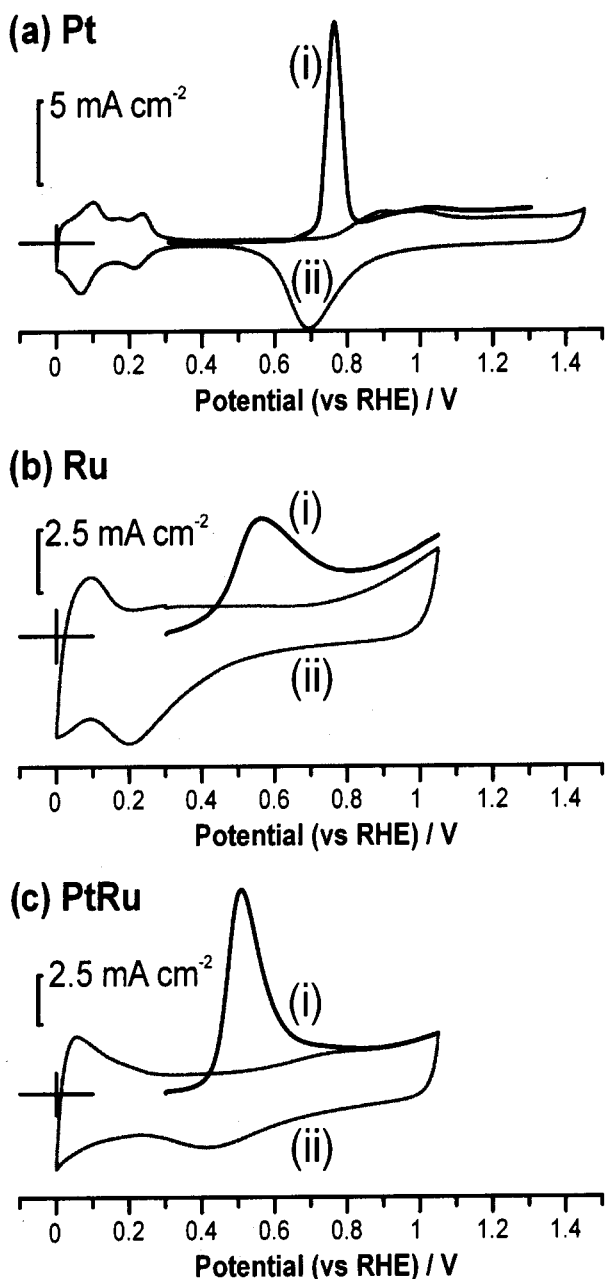 (a) Pt
(i)
5 mA cm-2
(ii)
0 0.2 0.4 0.6 0.8 1 1.2 1.4
Potential (vs RHE) / V
(b) Ru
(i)
2.5 mA cm-2
(ii)
0 0.2 0.4 0.6 0.8 1 1.2 1.4
Potential (vs RHE) / V
(c) PtRu
2.5 mA cm-2
(i)
(ii)
0 0.2 0.4 0.6 0.8 1 1.2 1.4
Potential (vs RHE) / V